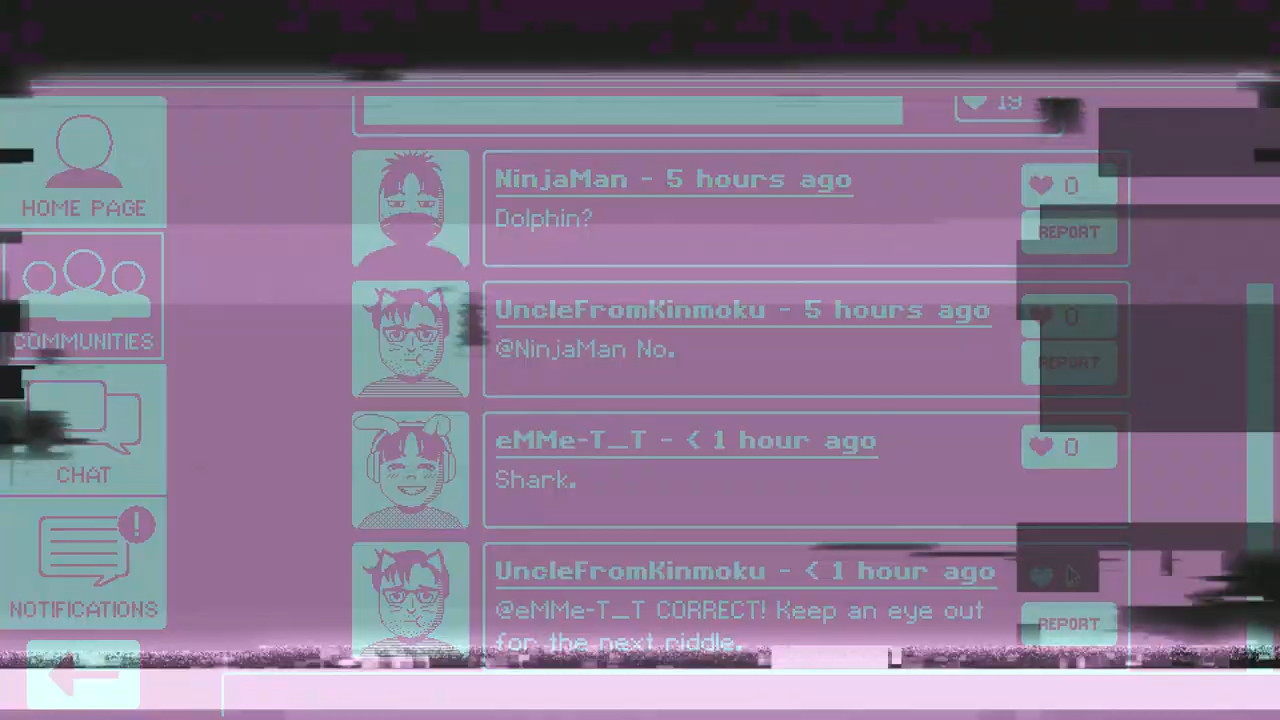 19
HOME PAGE
NinjaMan - 5 hours ago
0
Dolphin?
REPORT
COMMUNITIES
UncleFromKinmoku - 5 hours ago
0
@NinjaMan No.
REPORT
CHAT
eMMe-T_T - < 1 hour ago
0
Shark.
NOTIFICATIONS
UncleFromKinmoku - < 1 hour ago
@eMMe-T_T CORRECT! Keep an eye out
for the next riddle.
REPORT